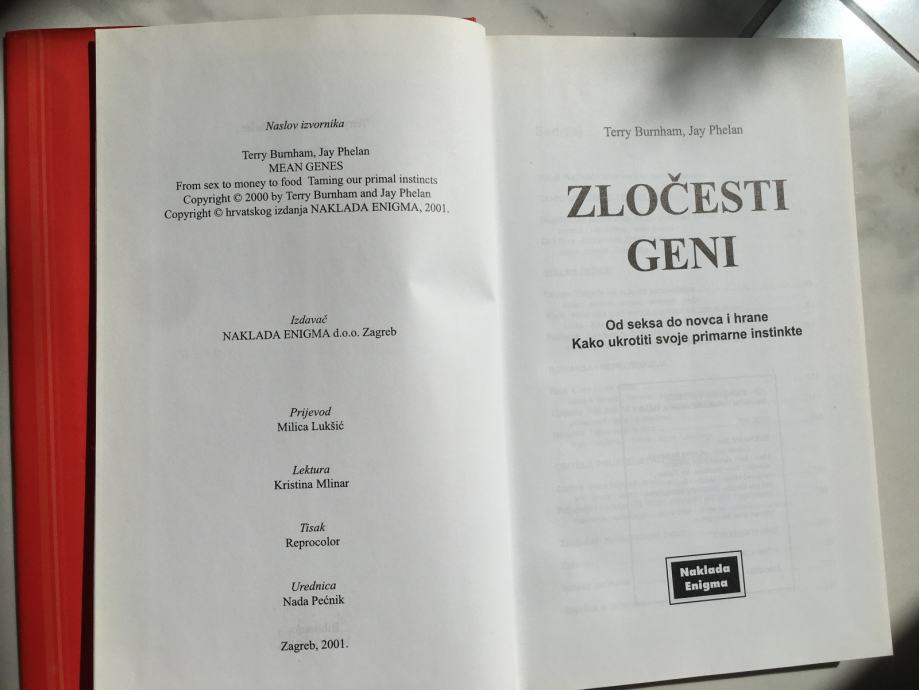 Naslov izvornika
Terry Burnham, Jay Phelan
MEAN GENES
From sex to money to food Taming our primal instincts
Copyright © 2000 by Terry Burnham and Jay Phelan
Copyright © hrvatskog izdanja NAKLADA ENIGMA, 2001.
Izdavač
NAKLADA ENIGMA d.o.o. Zagreb
Prijevod
Milica Lukšić
Lektura
Kristina Mlinar
Tisak
Reprocolor
Urednica
Nada Pećnik
Zagreb, 2001.
Terry Burnham, Jay Phelan
ZLOČESTI
GENI
Od seksa do novca i hrane
Kako ukrotiti svoje primarne instinkte
Naklada
Enigma